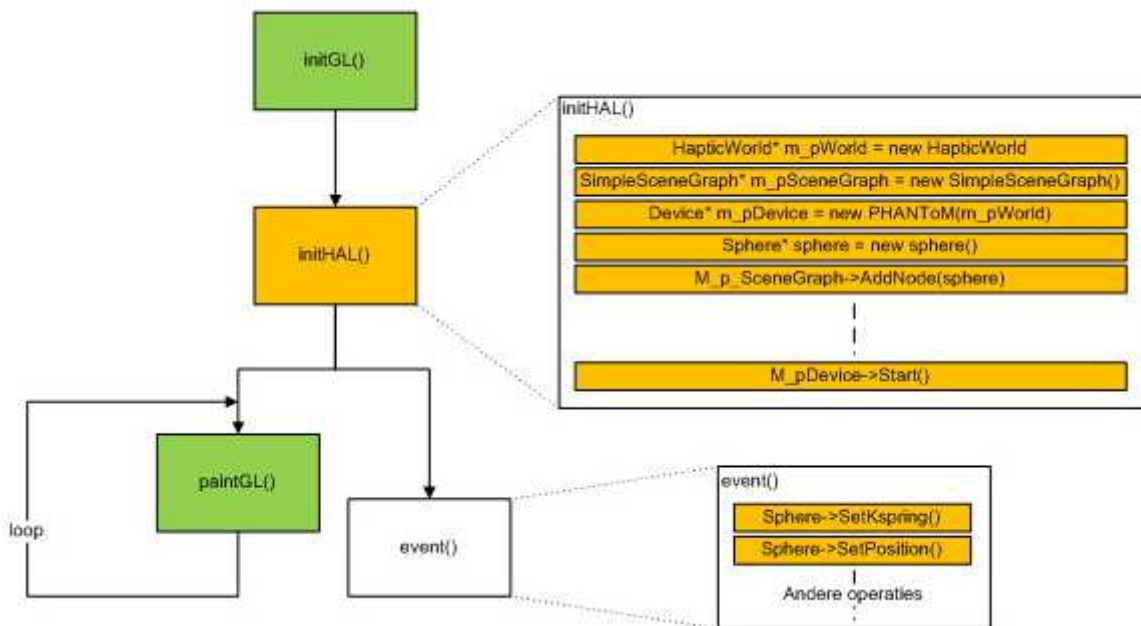 initGL()
initHAL()
initHAL()
HapticWorld* m_pWorld = new HapticWorld
SimpleSceneGraph* m_pSceneGraph = new SimpleSceneGraph()
Device* m_pDevice = new PHANToM(m_pWorld)
Sphere* sphere = new sphere()
M_p_SceneGraph->AddNode(sphere)
M_pDevice->Start()
paintGL()
loop
event()
event()
Sphere->SetKspring()
Sphere->SetPosition()
Andere operaties